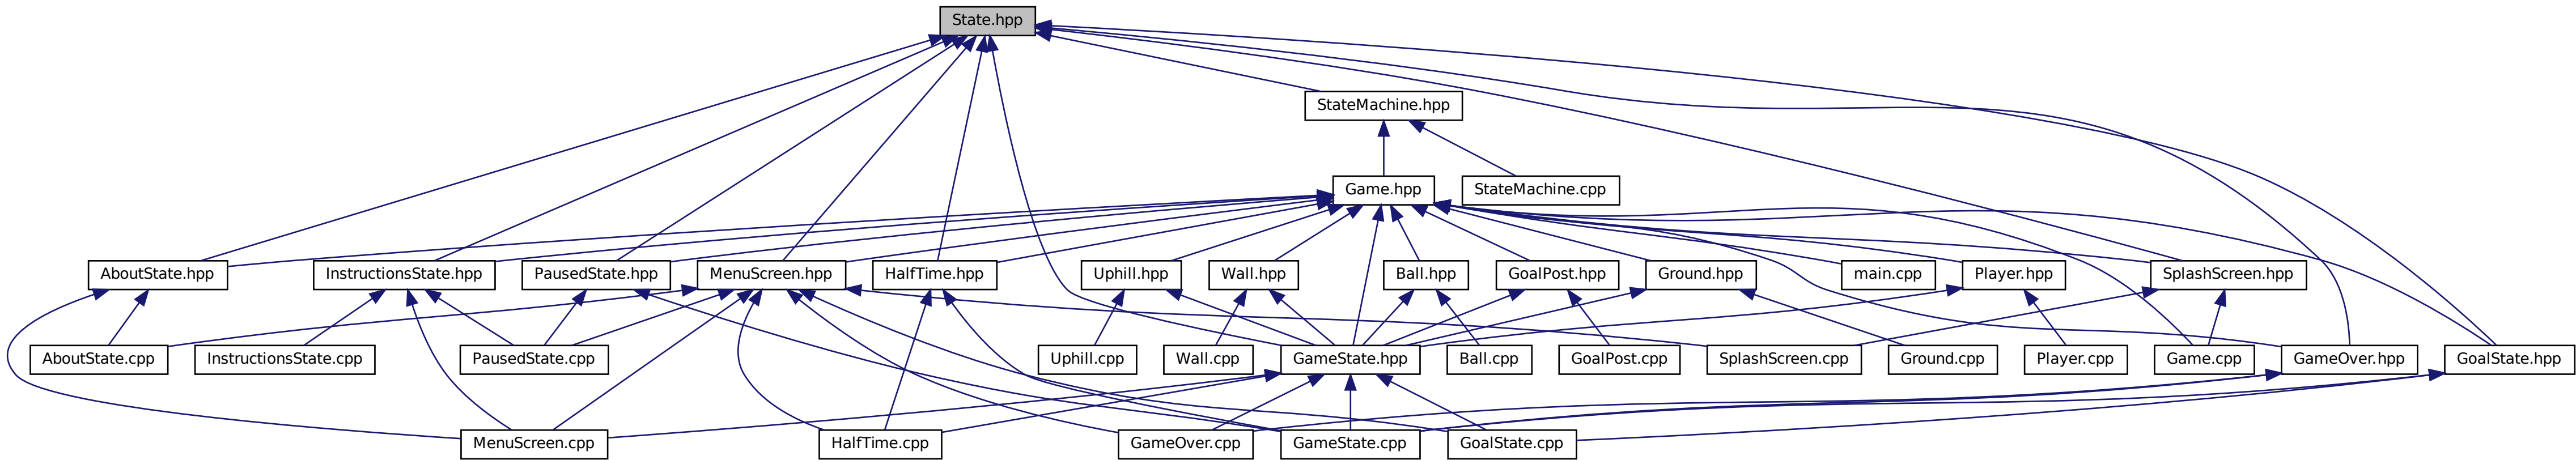 State.hpp
StateMachine.hpp
Game.hpp
StateMachine.cpp
AboutState.hpp
InstructionsState.hpp
PausedState.hpp
MenuScreen.hpp
HalfTime.hpp
Uphill.hpp
Wall.hpp
Ball.hpp
GoalPost.hpp
Ground.hpp
main.cpp
Player.hpp
SplashScreen.hpp
AboutState.cpp
InstructionsState.cpp
PausedState.cpp
Uphill.cpp
Wall.cpp
GameState.hpp
Ball.cpp
GoalPost.cpp
SplashScreen.cpp
Ground.cpp
Player.cpp
Game.cpp
GameOver.hpp
GoalState.hpp
MenuScreen.cpp
HalfTime.cpp
GameOver.cpp
GameState.cpp
GoalState.cpp